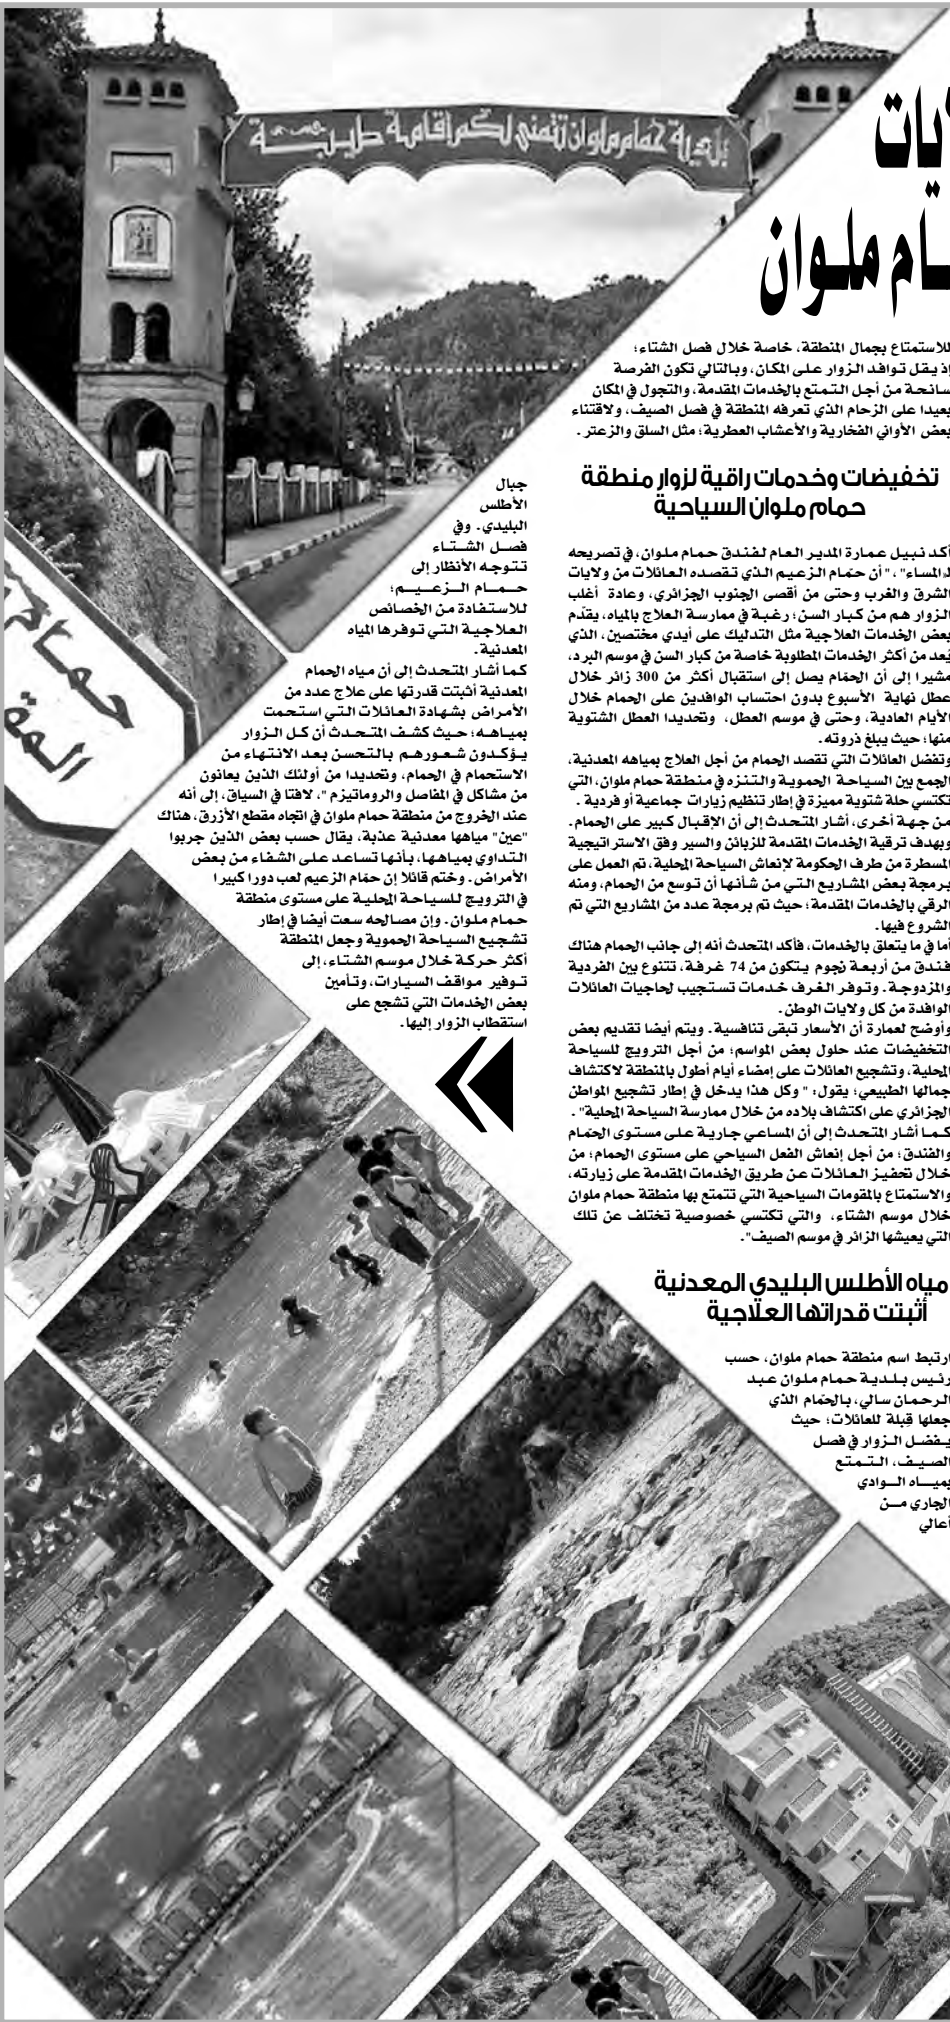 بلدية حمام ملوان تتمنى لكم إقامة طيبة
ملوان
للاستمتاع بجمال المنطقة، خاصة خلال فصل الشتاء؛
إذ يقل توافد الزوار على المكان، وبالتالي تكون الفرصة
سانحة من أجل التمتع بالخدمات المقدمة، والتجول في المكان
بعيدا على الزحام الذي تعرفه المنطقة في فصل الصيف، ولاقتناء
بعض الأواني الفخارية والأعشاب العطرية؛ مثل السلق والزعتر.
تخفيضات وخدمات راقية لزوار منطقة
حمام ملوان السياحية
أكد نبيل عمارة المدير العام لفندق حمام ملوان، في تصريحه
لـ"المساء"، "أن حمّام الزعيم الذي تقصده العائلات من ولايات
الشرق والغرب وحتى من أقصى الجنوب الجزائري، وعادة أغلب
الزوار هم من كبار السن؛ رغبة في ممارسة العلاج بالمياه، يقدّم
بعض الخدمات العلاجية مثل التدليك على أيدي مختصين، الذي
يُعد من أكثر الخدمات المطلوبة خاصة من كبار السن في موسم البرد،
مشيرا إلى أن الحمّام يصل إلى استقبال أكثر من 300 زائر خلال
عطل نهاية الأسبوع بدون احتساب الوافدين على الحمام خلال
الأيام العادية، وحتى في موسم العطل، وتحديدا العطل الشتوية
منها؛ حيث يبلغ ذروته.
وتفضل العائلات التي تقصد الحمام من أجل العلاج بمياهه المعدنية،
الجمع بين السياحة الحموية والتنزه في منطقة حمام ملوان، التي
تكتسي حلة شتوية مميزة في إطار تنظيم زيارات جماعية أو فردية.
من جهة أخرى، أشار المتحدث إلى أن الإقبال كبير على الحمام.
وبهدف ترقية الخدمات المقدمة للزبائن والسير وفق الاستراتيجية
المسطرة من طرف الحكومة لإنعاش السياحة المحلية، تم العمل على
برمجة بعض المشاريع التي من شأنها أن توسع من الحمام، ومنه
الرقي بالخدمات المقدمة؛ حيث تم برمجة عدد من المشاريع التي تم
الشروع فيها.
أما في ما يتعلق بالخدمات، فأكد المتحدث أنه إلى جانب الحمام هناك
فندق من أربعة نجوم يتكون من 74 غرفة، تتنوع بين الفردية
والمزدوجة. وتوفر الغرف خدمات تستجيب لحاجيات العائلات
الوافدة من كل ولايات الوطن.
وأوضح لعمارة أن الأسعار تبقى تنافسية. ويتم أيضا تقديم بعض
التخفيضات عند حلول بعض المواسم؛ من أجل الترويج للسياحة
المحلية، وتشجيع العائلات على إمضاء أيام أطول بالمنطقة لاكتشاف
جمالها الطبيعي؛ يقول: " وكل هذا يدخل في إطار تشجيع المواطن
الجزائري على اكتشاف بلاده من خلال ممارسة السياحة المحلية".
كما أشار المتحدث إلى أن المساعي جارية على مستوى الحمّام
والفندق؛ من أجل إنعاش الفعل السياحي على مستوى الحمام؛ من
خلال تحفيز العائلات عن طريق الخدمات المقدمة على زيارته،
والاستمتاع بالمقومات السياحية التي تتمتع بها منطقة حمام ملوان
خلال موسم الشتاء، والتي تكتسي خصوصية تختلف عن تلك
التي يعيشها الزائر في موسم الصيف".
مياه الأطلس البليدي المعدنية
أثبتت قدراتها العلاجية
ارتبط اسم منطقة حمام ملوان، حسب
رئيس بلدية حمام ملوان عبد
الرحمان سالي، بالحمّام الذي
جعلها قِبلة للعائلات؛ حيث
يفضل الزوار في فصل
الصيف، التمتع
بمياه الوادي
الجاري من
أعالي
جبال
الأطلس
البليدي. وفي
فصل الشتاء
تتوجه الأنظار إلى
حمام الزعيم؛
للاستفادة من الخصائص
العلاجية التي توفرها المياه
المعدنية.
كما أشار المتحدث إلى أن مياه الحمام
المعدنية أثبتت قدرتها على علاج عدد من
الأمراض بشهادة العائلات التي استحمت
بمياهه؛ حيث كشف المتحدث أن كل الزوار
يؤكدون شعورهم بالتحسن بعد الانتهاء من
الاستحمام في الحمام، وتحديدا من أولئك الذين يعانون
من مشاكل في المفاصل والروماتيزم "، لافتا في السياق، إلى أنه
عند الخروج من منطقة حمام ملوان في اتجاه مقطع الأزرق، هناك
"عين" مياهها معدنية عذبة، يقال حسب بعض الذين جربوا
التداوي بمياهها، بأنها تساعد على الشفاء من بعض
الأمراض. وختم قائلا إن حمّام الزعيم لعب دورا كبيرا
في الترويج للسياحة المحلية على مستوى منطقة
حمام ملوان. وإن مصالحه سعت أيضا في إطار
تشجيع السياحة الحموية وجعل المنطقة
أكثر حركة خلال موسم الشتاء، إلى
توفير مواقف السيارات، وتأمين
بعض الخدمات التي تشجع على
استقطاب الزوار إليها.